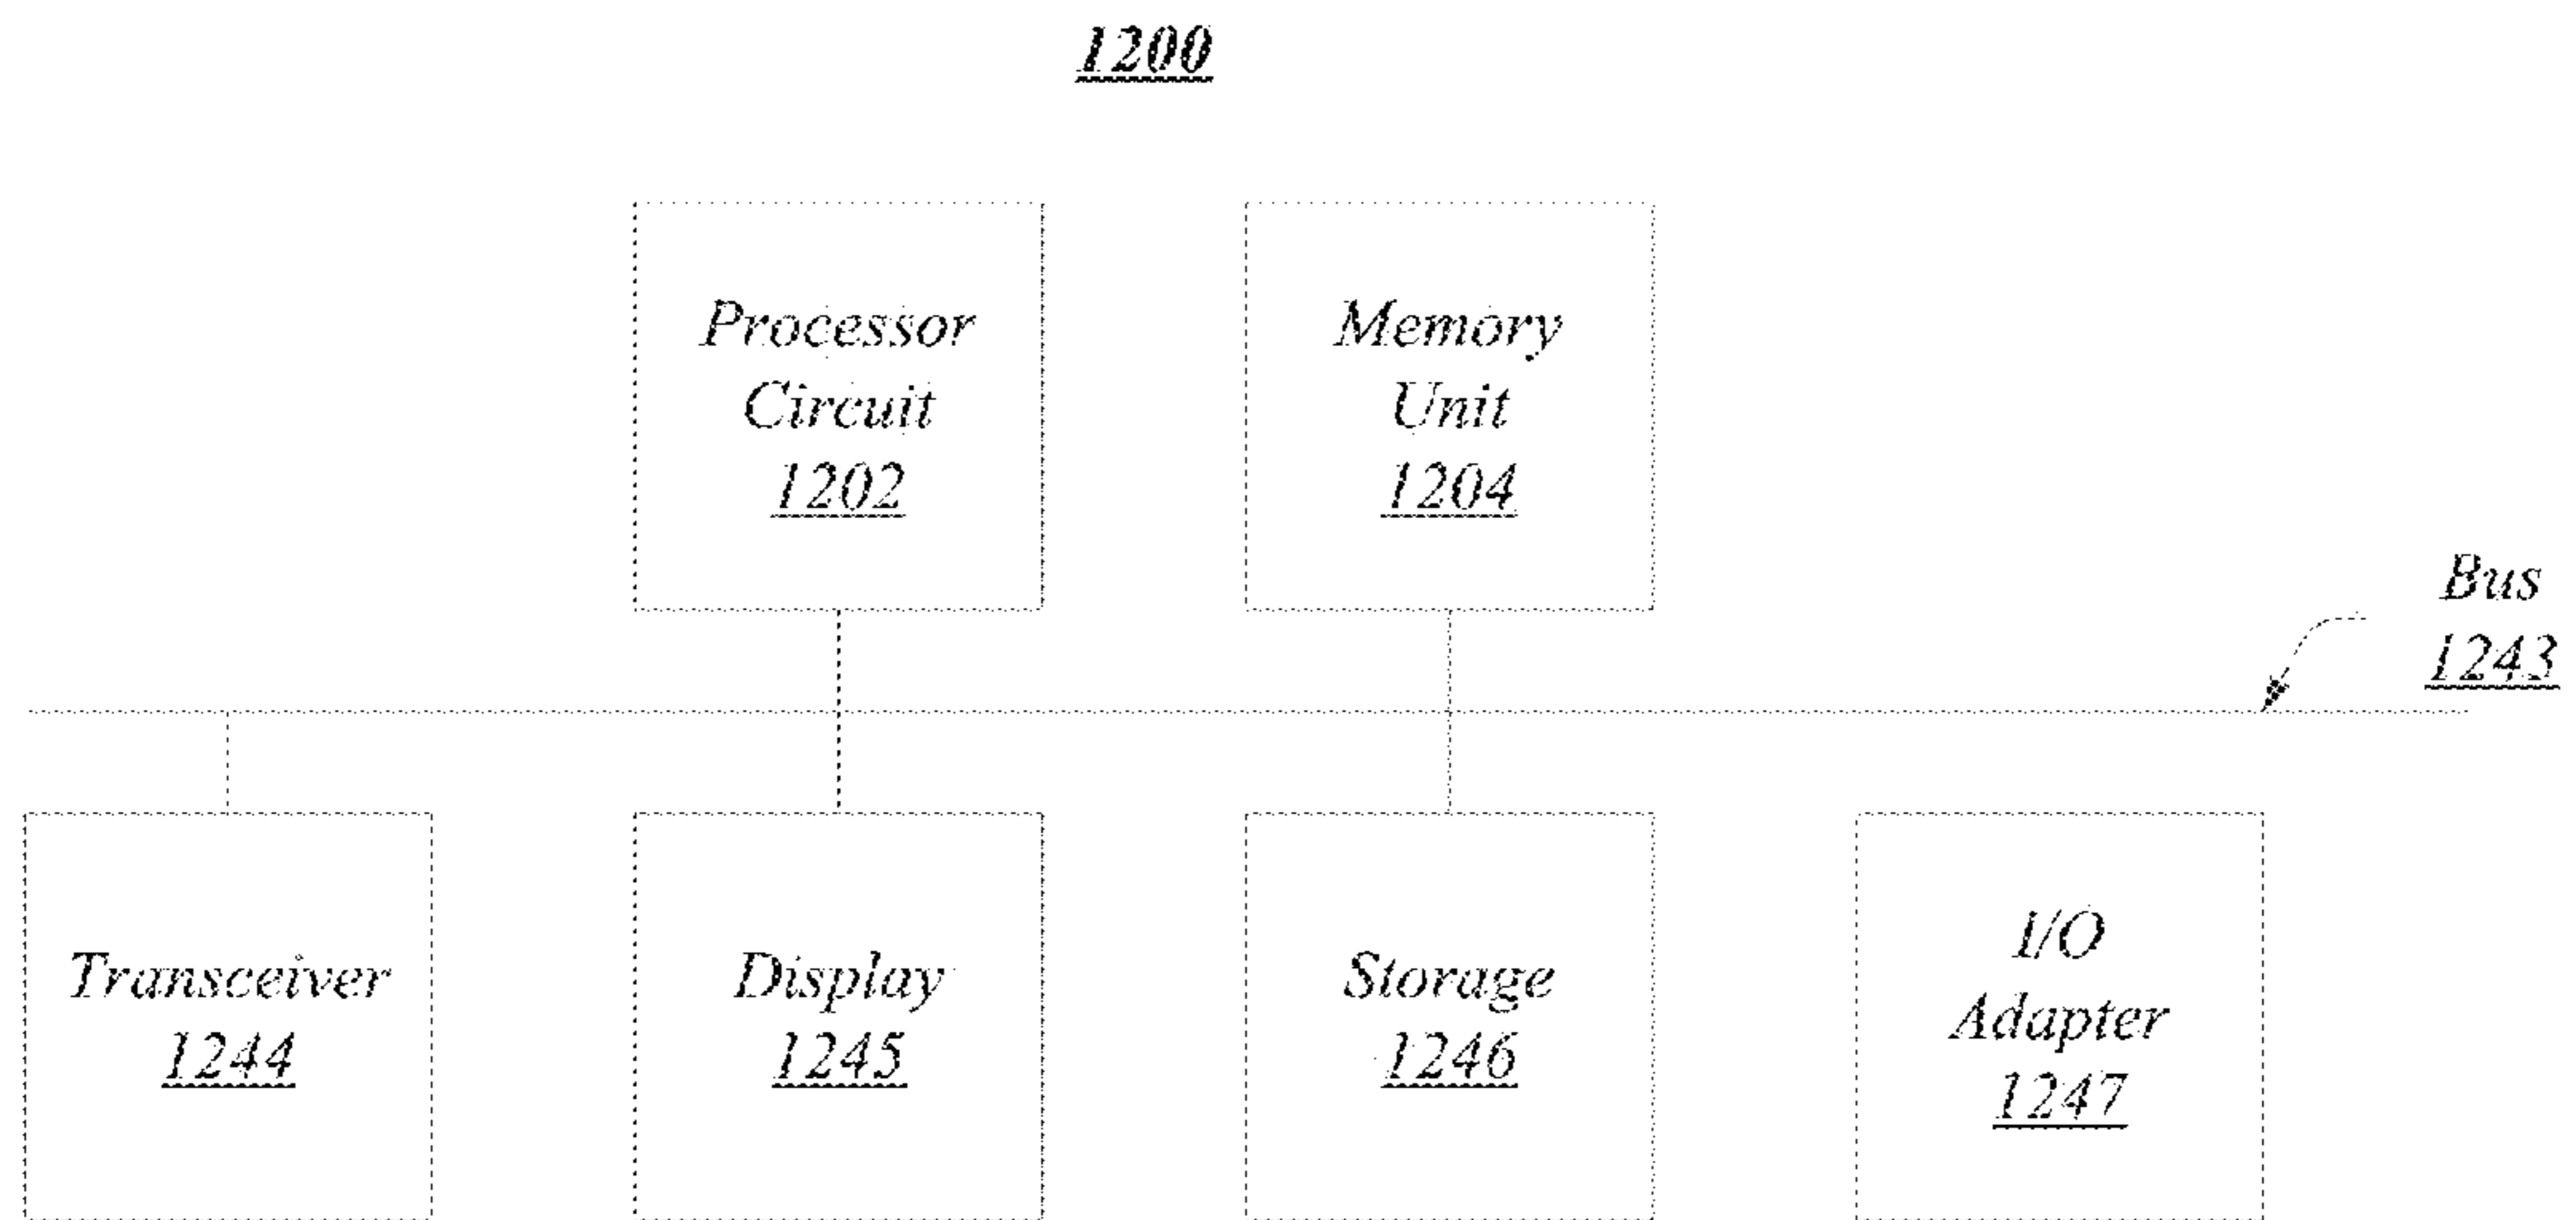 1200
Processor
Circuit
1202
Memory
Unit
1204
Bus
1243
Transceiver
1244
Display
1245
Storage
1246
I/O
Adapter
1247